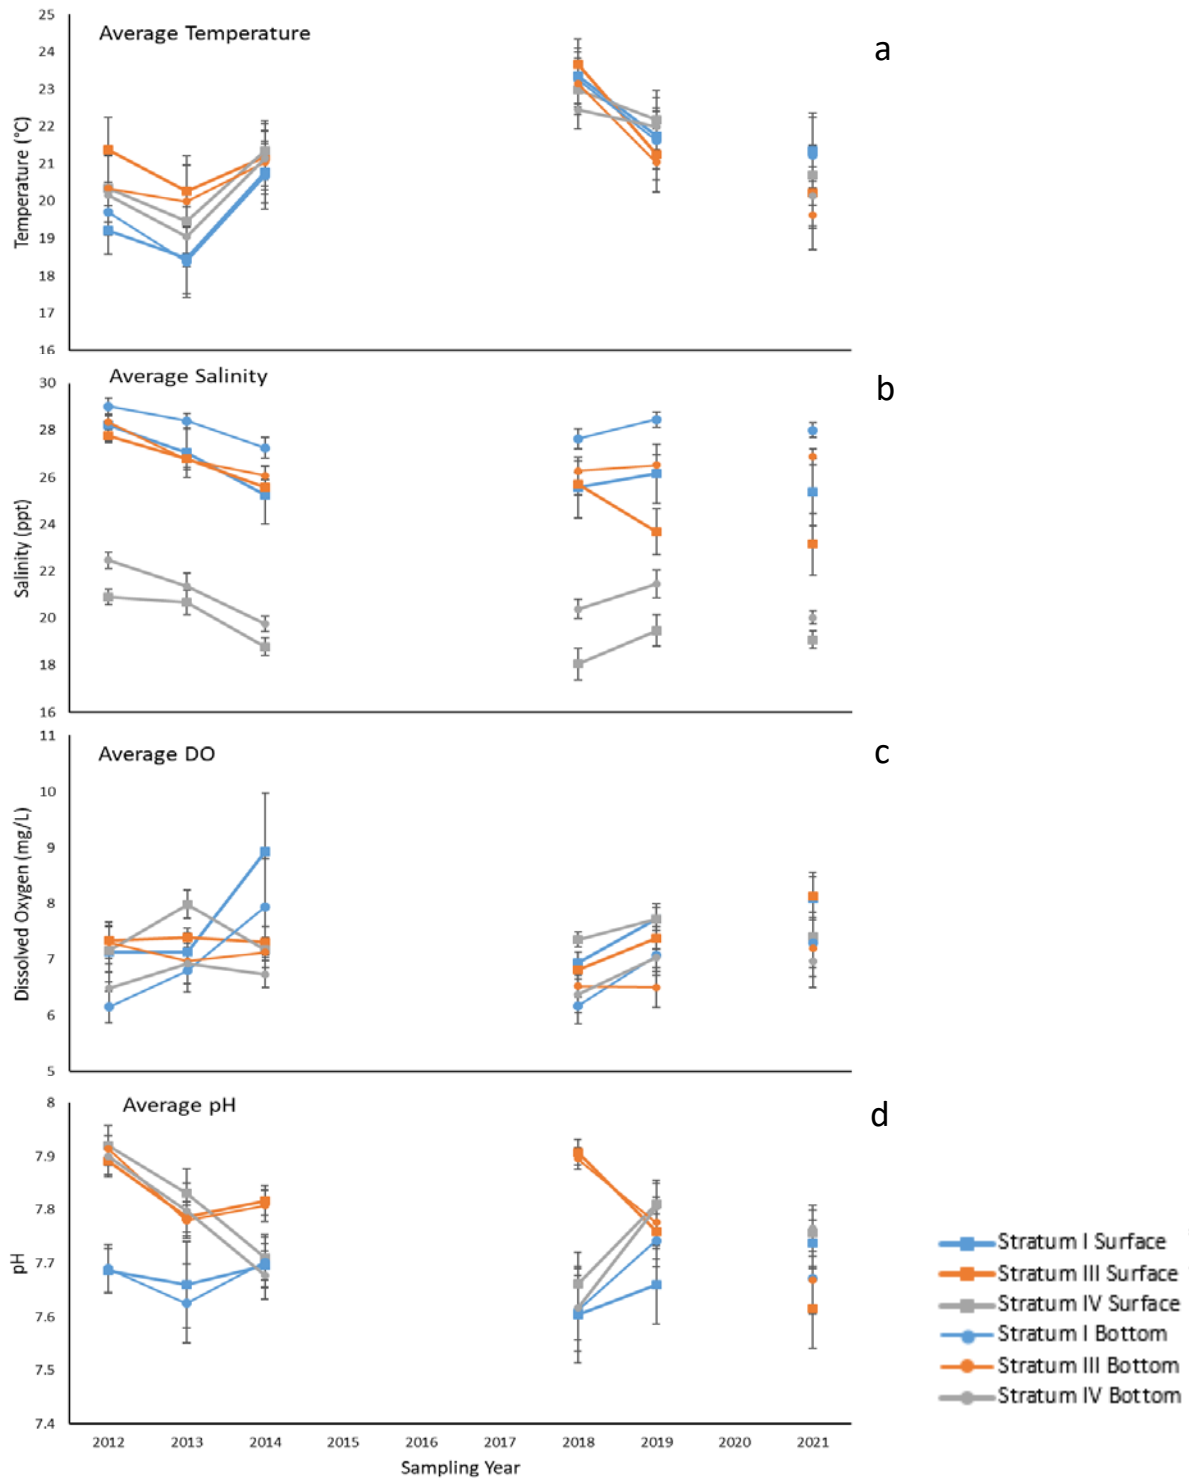 Average Temperature
a
25
24
23
22
21
20
19
18
17
16
Temperature (°C)
Average Salinity
b
30
28
26
24
22
20
18
16
Salinity (ppt)
Average DO
c
11
10
9
8
7
6
5
Dissolved Oxygen (mg/L)
Average pH
d
8
7.9
7.8
7.7
7.6
7.5
7.4
pH
2012 2013 2014 2015 2016 2017 2018 2019 2020 2021
Sampling Year
Stratum I Surface
Stratum III Surface
Stratum IV Surface
Stratum I Bottom
Stratum III Bottom
Stratum IV Bottom